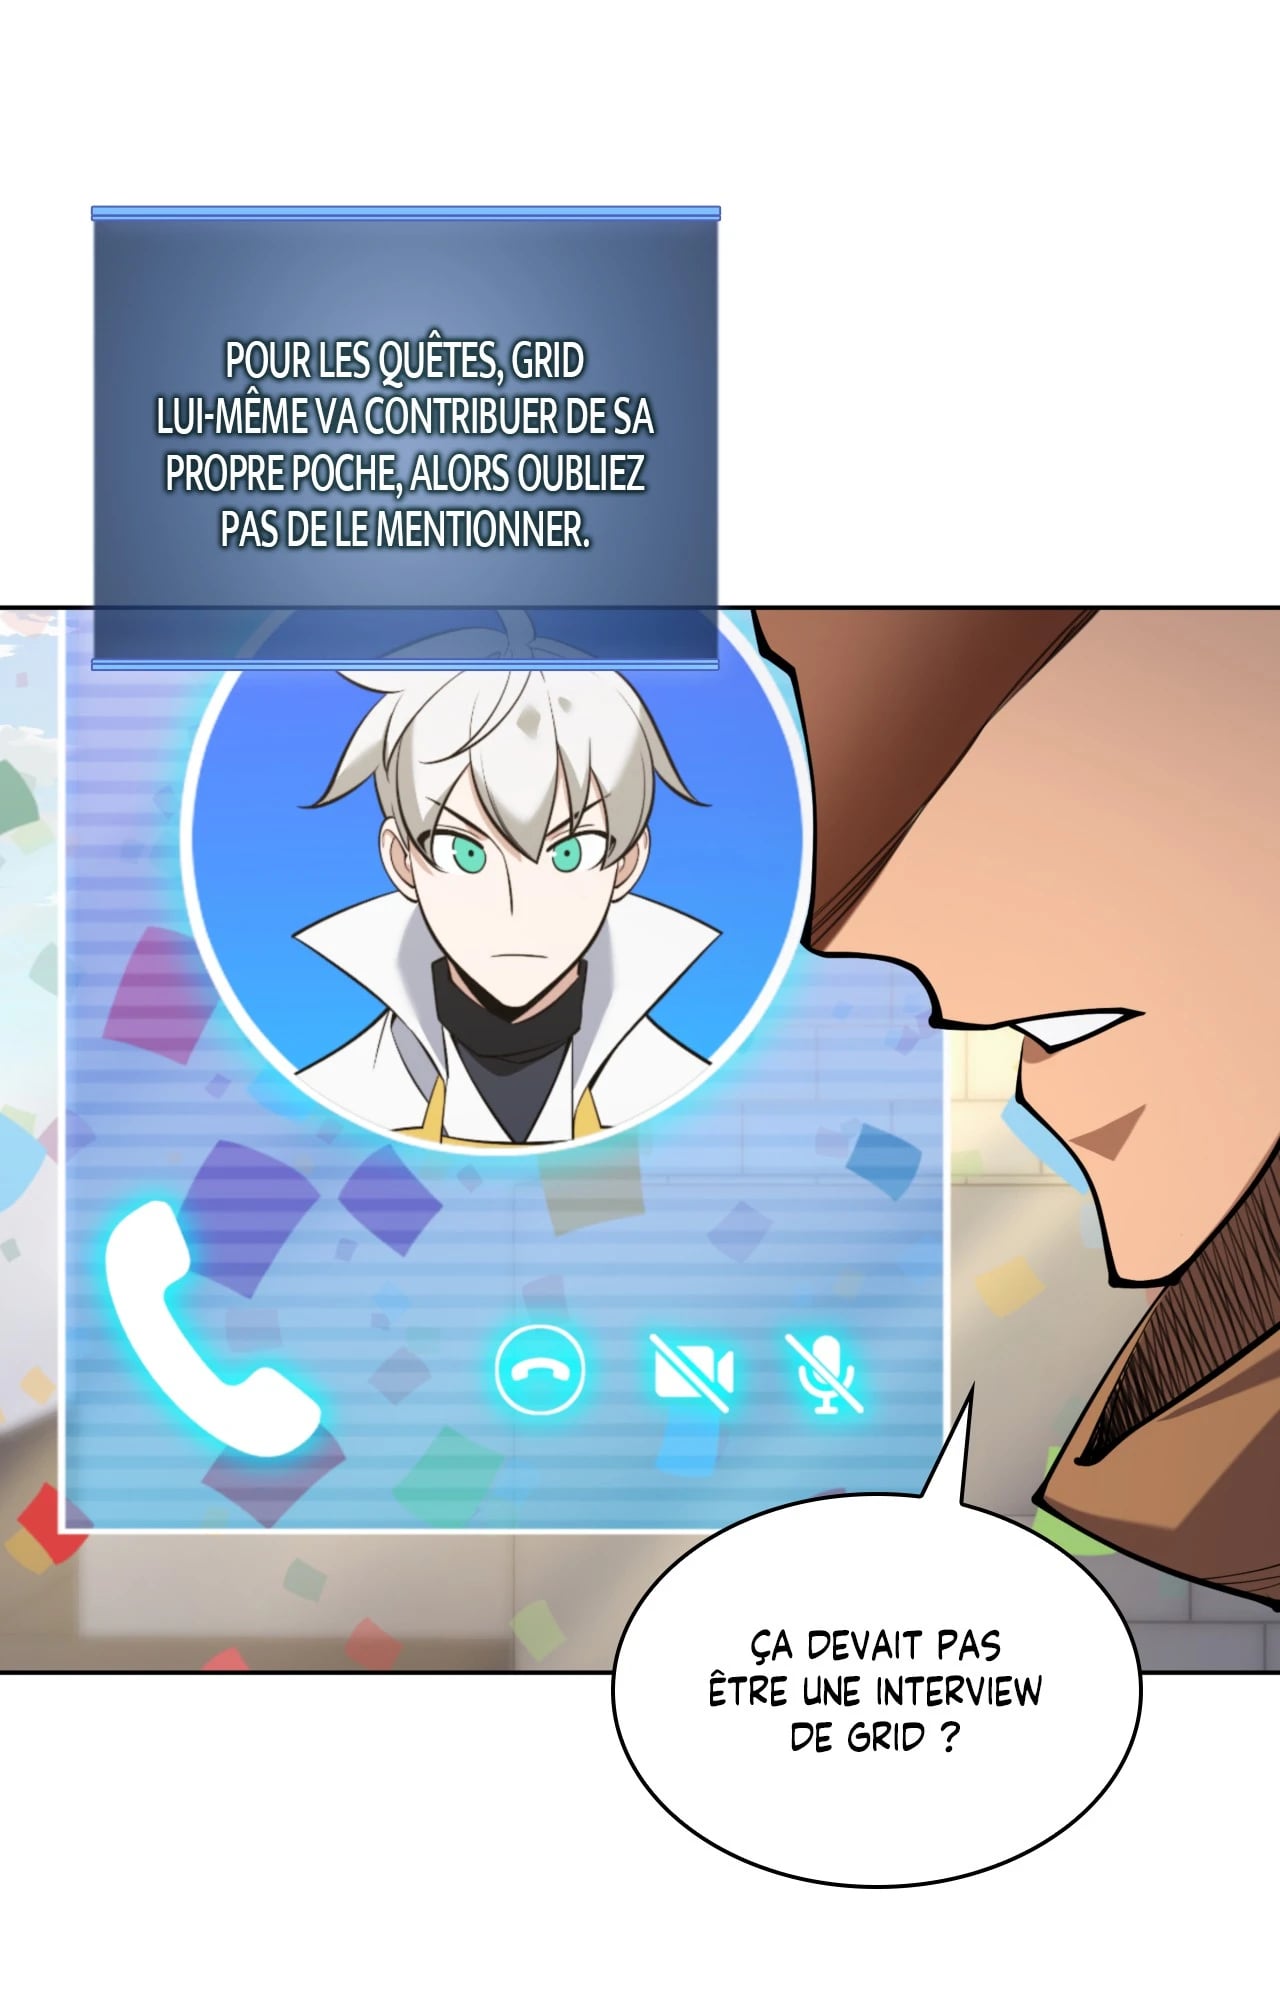 POUR LES QUÊTES, GRID
LUI-MÊME VA CONTRIBUER DE SA
PROPRE POCHE, ALORS OUBLIEZ
PAS DE LE MENTIONNER.
ÇA DEVAIT PAS
ÊTRE UNE INTERVIEW
DE GRID ?